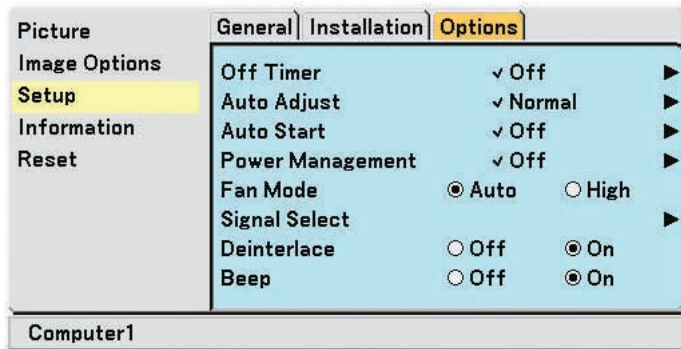 Picture
Image Options
Setup
Information
Reset
General Installation Options
Off Timer Off
Auto Adjust Normal
Auto Start Off
Power Management Off
Fan Mode Auto High
Signal Select
Deinterlace Off On
Beep Off On
Computer1